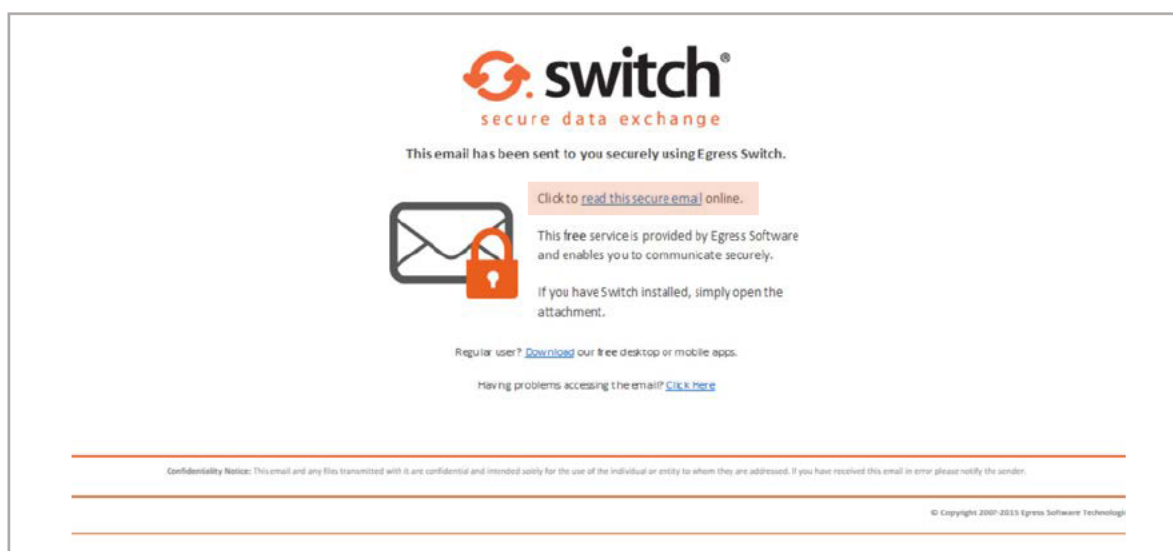 switch®
secure data exchange
This email has been sent to you securely using Egress Switch.
Click to read this secure email online.
This free service is provided by Egress Software
and enables you to communicate securely.
If you have Switch installed, simply open the
attachment.
Regular user? Download our free desktop or mobile apps.
Having problems accessing the email? Click Here
Confidentiality Notice: This email and any files transmitted with it are confidential and intended solely for the use of the individual or entity to whom they are addressed. If you have received this email in error please notify the sender.
© Copyright 2007-2015 Egress Software Technologi